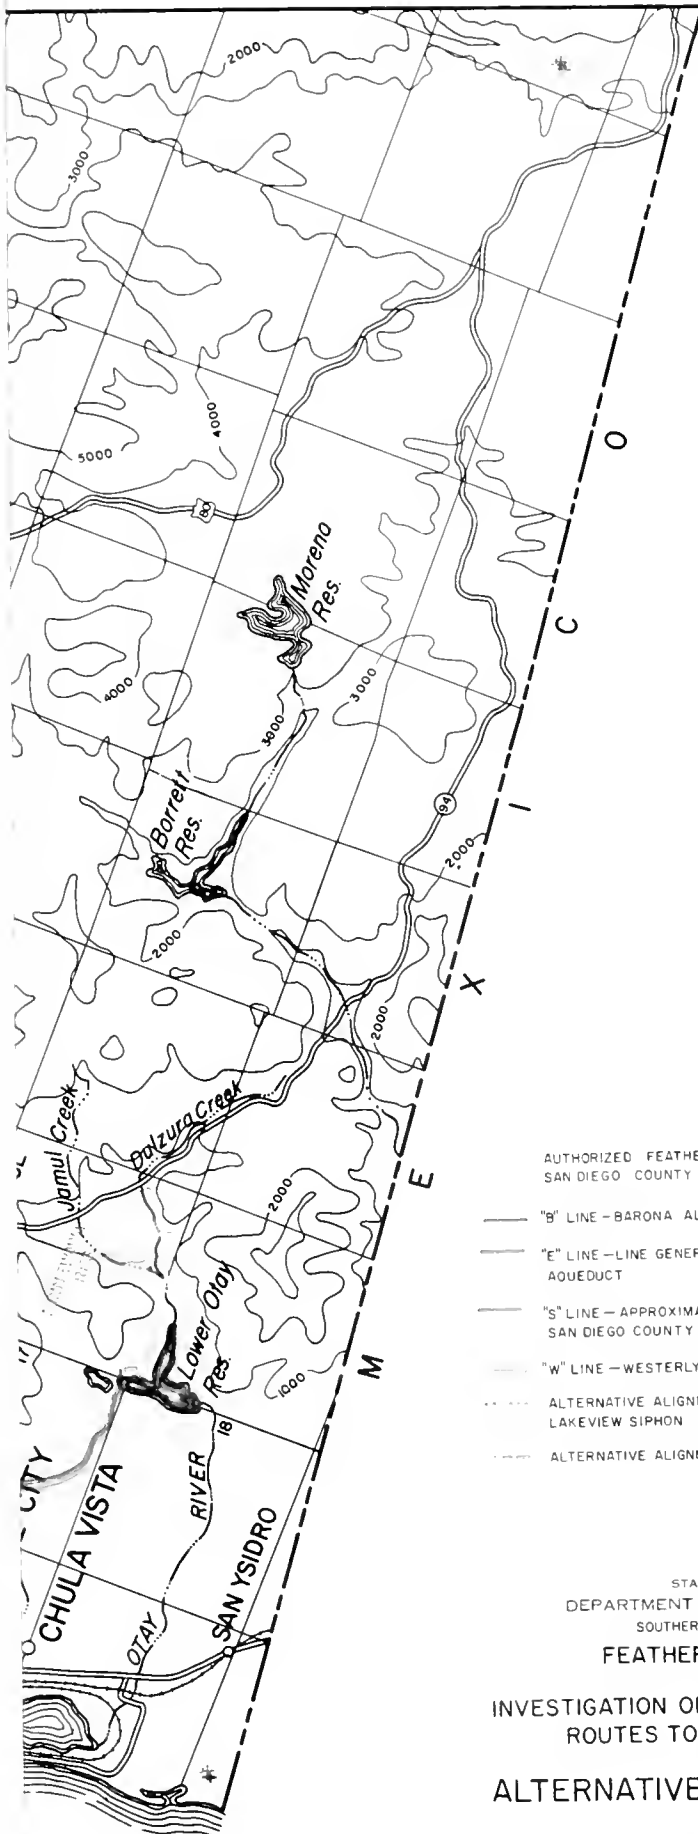 2000
3000
4000
5000
80
Moreno
Res.
4000
3000
3000
Borrett
Res.
94
2000
2000
2000
Jamul Creek
Dulzura Creek
2000
Lower Otay
Res.
1000
18
17
CITY
CHULA VISTA
OTAY
RIVER
SAN YSIDRO
M E X I C O
AUTHORIZED FEATHE
SAN DIEGO COUNTY
"B" LINE – BARONA AL
"E" LINE – LINE GENER
AQUEDUCT
"S" LINE – APPROXIMA
SAN DIEGO COUNTY
"W" LINE – WESTERLY
ALTERNATIVE ALIGN
LAKEVIEW SIPHON
ALTERNATIVE ALIGN
STA
DEPARTMENT
SOUTHER
FEATHER
INVESTIGATION O
ROUTES TO
ALTERNATIVE